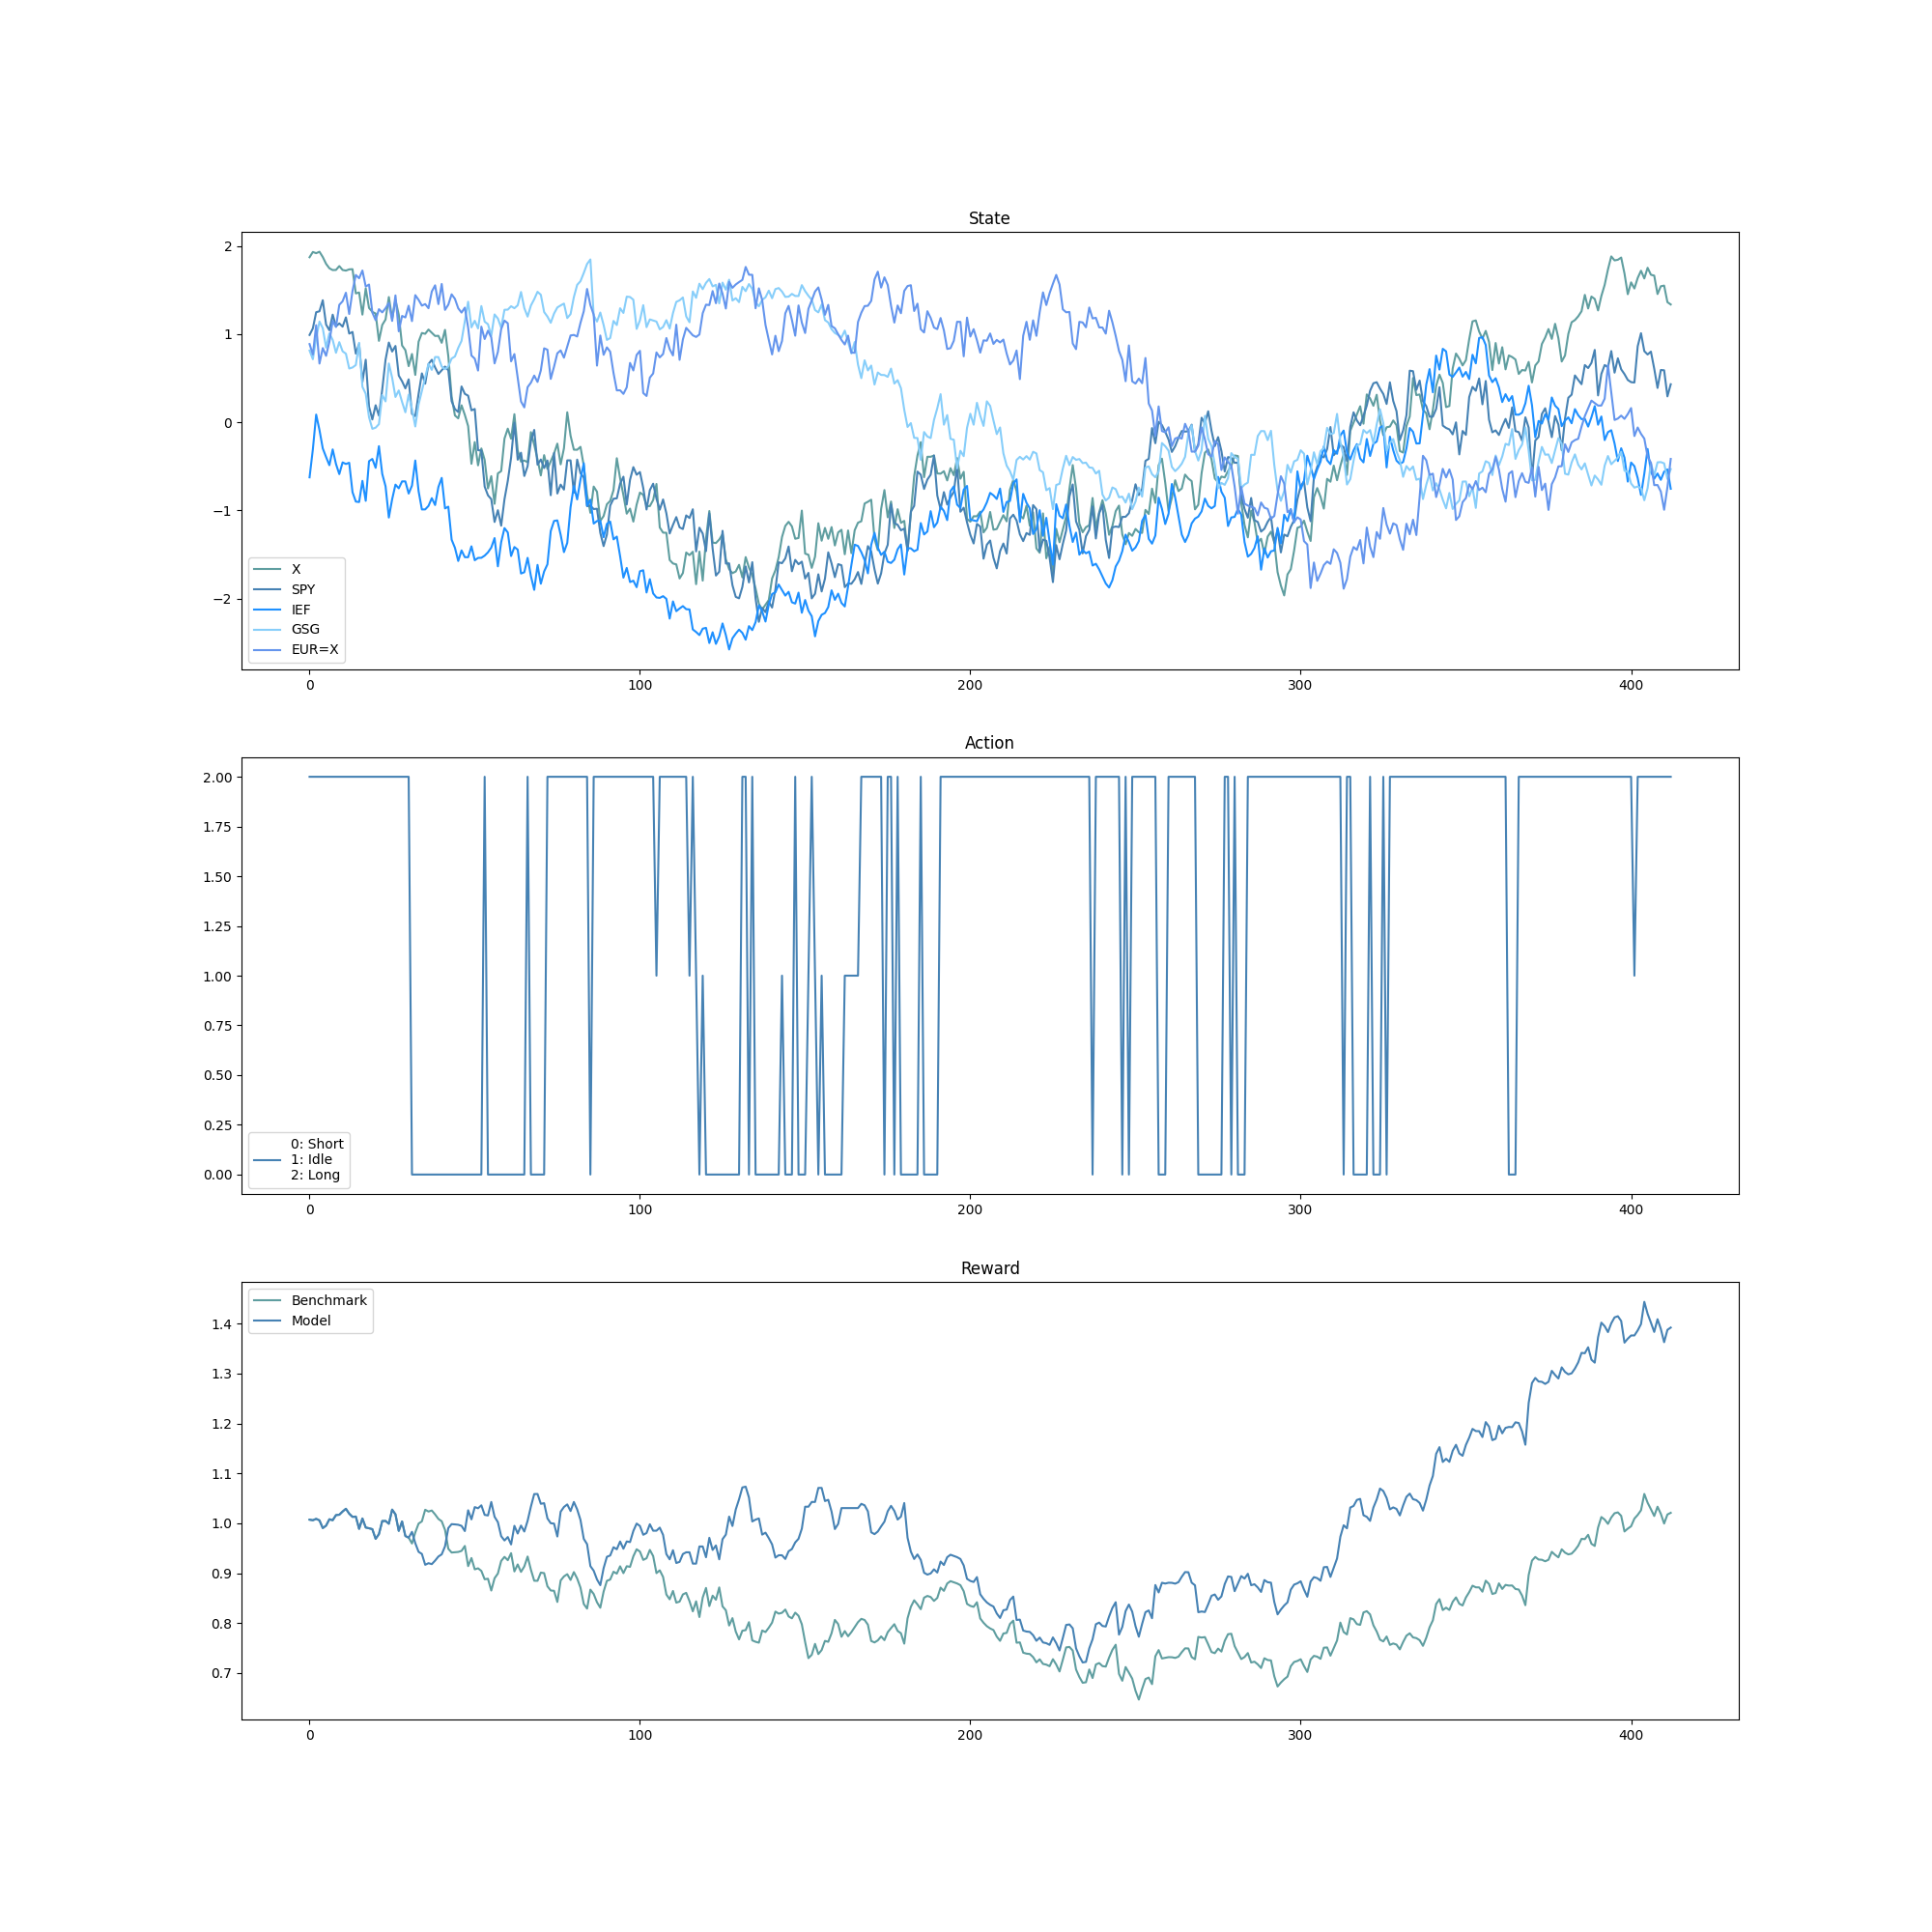 State
2
1
0
−1
−2
X
SPY
IEF
GSG
EUR=X
0 100 200 300 400
Action
2.00
1.75
1.50
1.25
1.00
0.75
0.50
0.25
0.00
0: Short
1: Idle
2: Long
0 100 200 300 400
Reward
Benchmark
Model
1.4
1.3
1.2
1.1
1.0
0.9
0.8
0.7
0 100 200 300 400